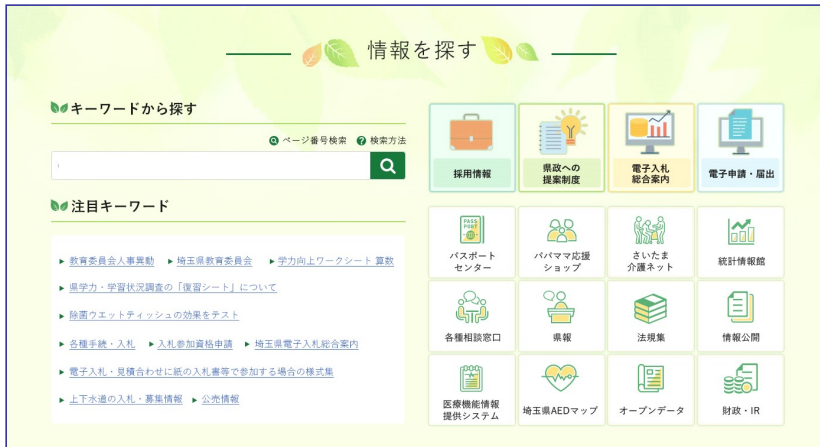 情報を探す
キーワードから探す
ページ番号検索 ? 検索方法
注目キーワード
教育委員会人事異動 埼玉県教育委員会 学力向上ワークシート 算数
県学力・学習状況調査の「復習シート」について
除菌ウエットティッシュの効果をテスト
各種手続・入札 入札参加資格申請 埼玉県電子入札総合案内
電子入札・見積合わせに紙の入札書等で参加する場合の様式集
上下水道の入札・募集情報 公売情報
採用情報
県政への
提案制度
電子入札
総合案内
電子申請・届出
PASS
PORT
パスポート
センター
パパママ応援
ショップ
さいたま
介護ネット
統計情報館
各種相談窓口
県報
法規集
情報公開
医療機能情報
提供システム
埼玉県AEDマップ
オープンデータ
財政・IR